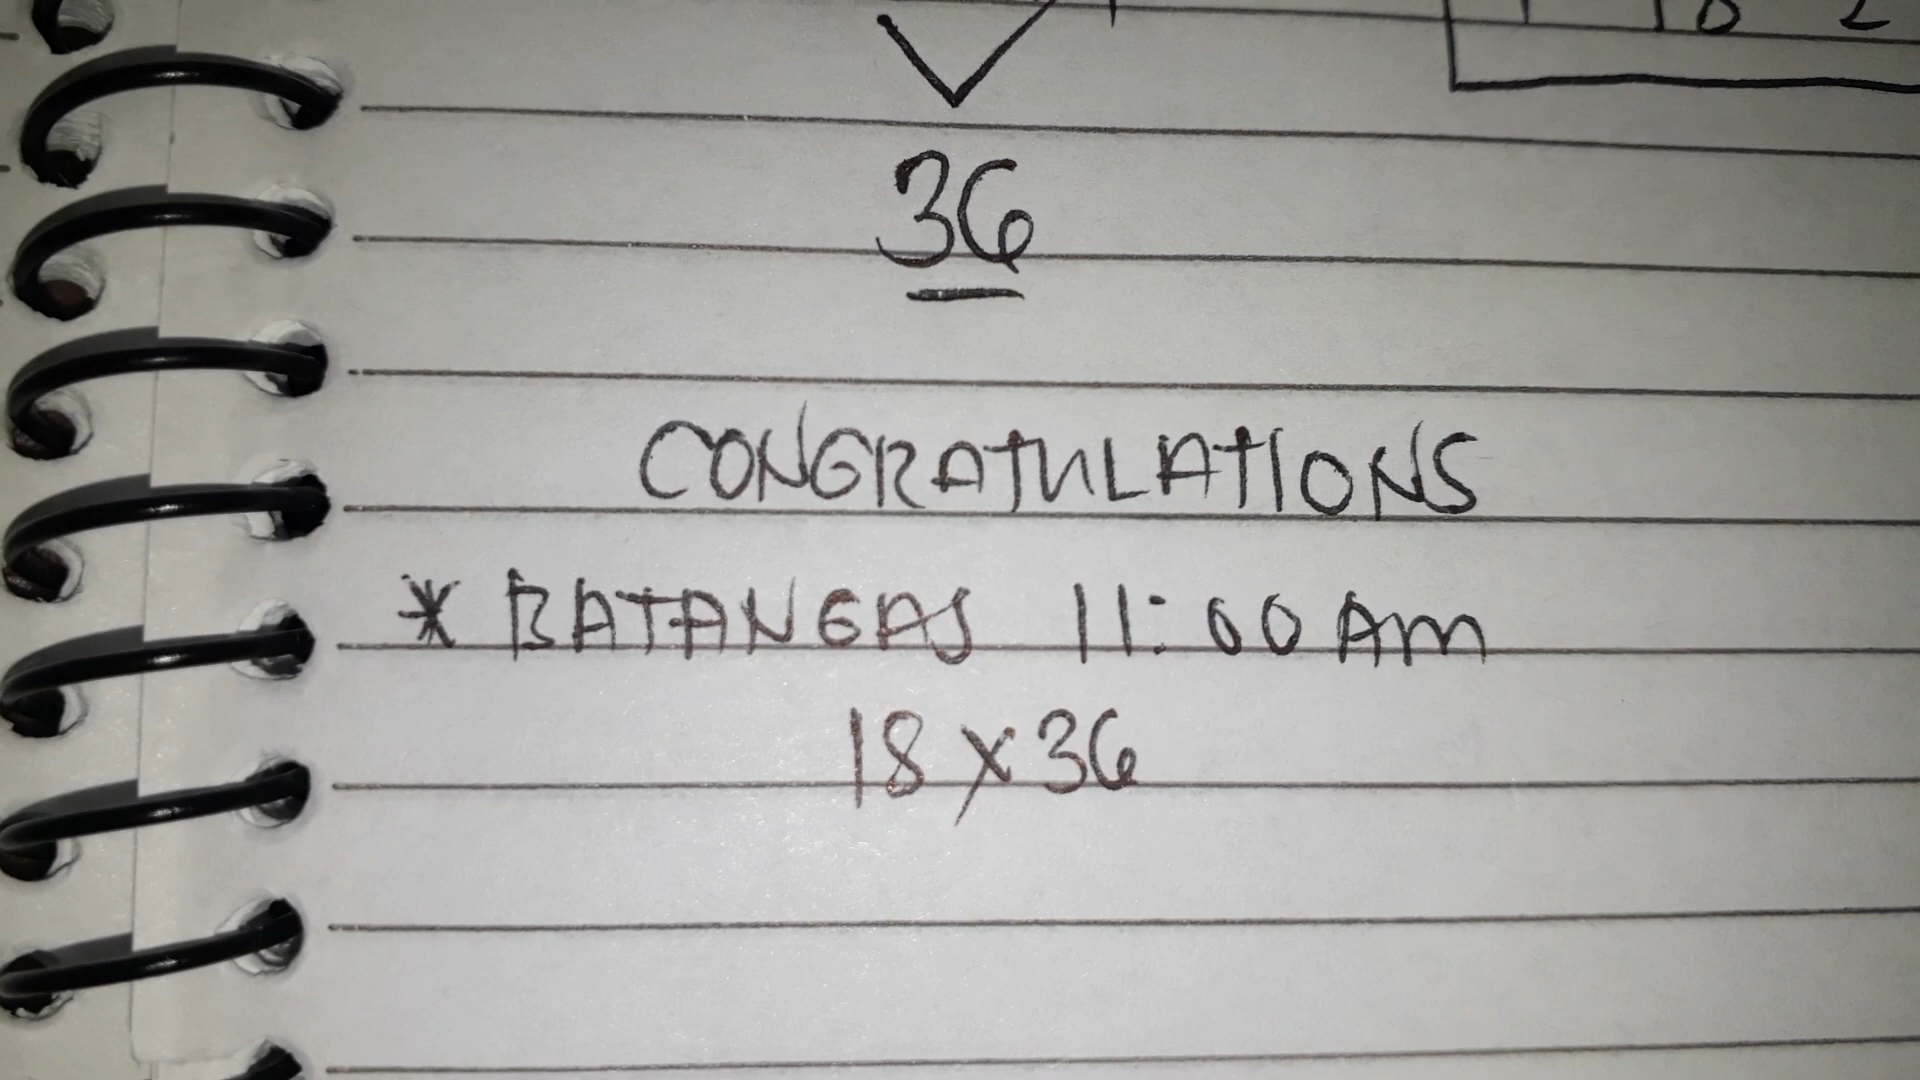 36
CONGRATULATIONS
* BATANGAS 11:00 AM
18 x 36